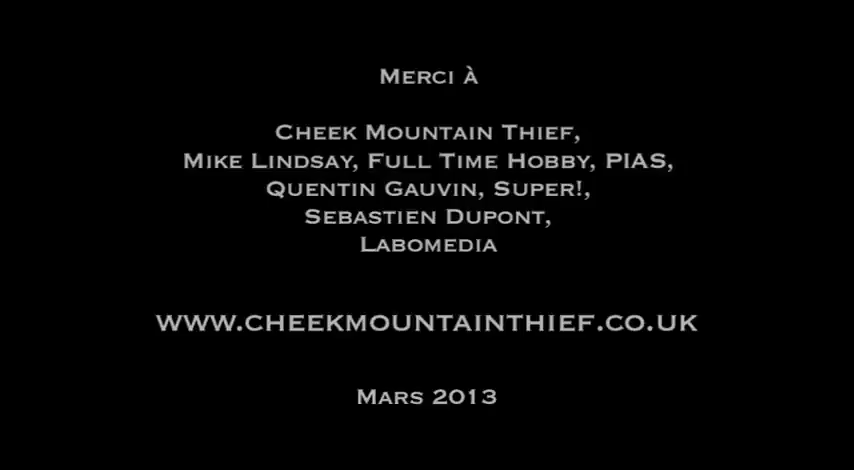 Merci à
Cheek Mountain Thief,
Mike Lindsay, Full Time Hobby, PIAS,
Quentin Gauvin, Super!,
Sebastien Dupont,
Labomedia
www.cheekmountainthief.co.uk
Mars 2013